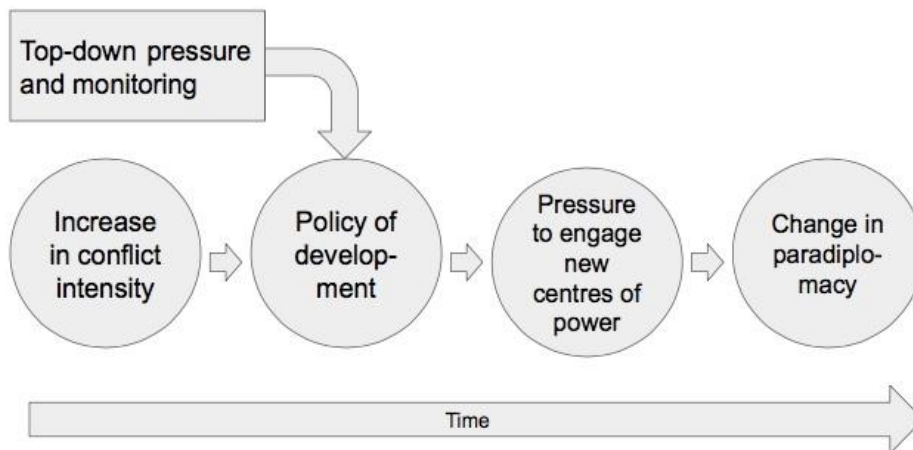 Top-down pressure
and monitoring
Increase
in conflict
intensity
Policy of
develop-
ment
Pressure
to engage
new
centres of
power
Change in
paradiplo-
macy
Time